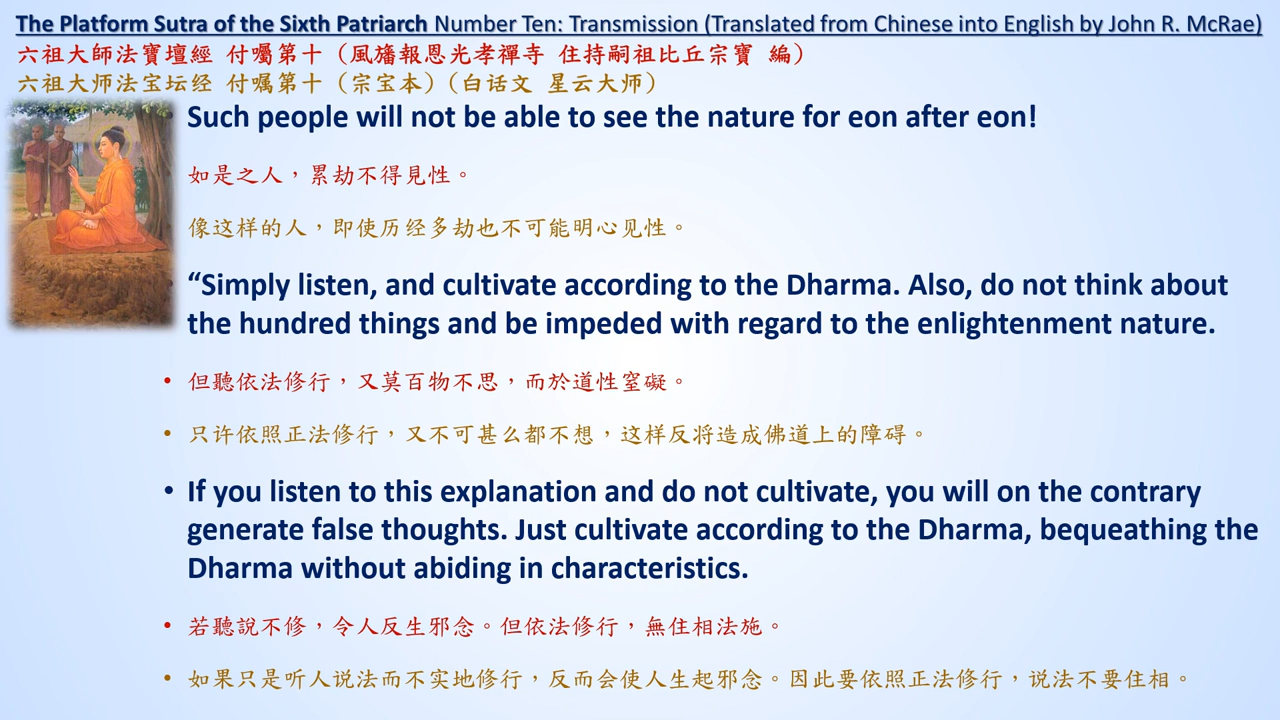 The Platform Sutra of the Sixth Patriarch Number Ten: Transmission (Translated from Chinese into English by John R. McRae)
六祖大師法寶壇經 付囑第十（風旛報恩光孝禪寺 住持嗣祖比丘宗寶 編）
六祖大师法宝坛经 付嘱第十（宗宝本）（白话文 星云大师）
Such people will not be able to see the nature for eon after eon!
如是之人，累劫不得見性。
像这样的人，即使历经多劫也不可能明心见性。
“Simply listen, and cultivate according to the Dharma. Also, do not think about
the hundred things and be impeded with regard to the enlightenment nature.
• 但聽依法修行，又莫百物不思，而於道性窒礙。
• 只许依照正法修行，又不可甚么都不想，这样反将造成佛道上的障碍。
• If you listen to this explanation and do not cultivate, you will on the contrary
generate false thoughts. Just cultivate according to the Dharma, bequeathing the
Dharma without abiding in characteristics.
• 若聽說不修，令人反生邪念。但依法修行，無住相法施。
• 如果只是听人说法而不实地修行，反而会使人生起邪念。因此要依照正法修行，说法不要住相。